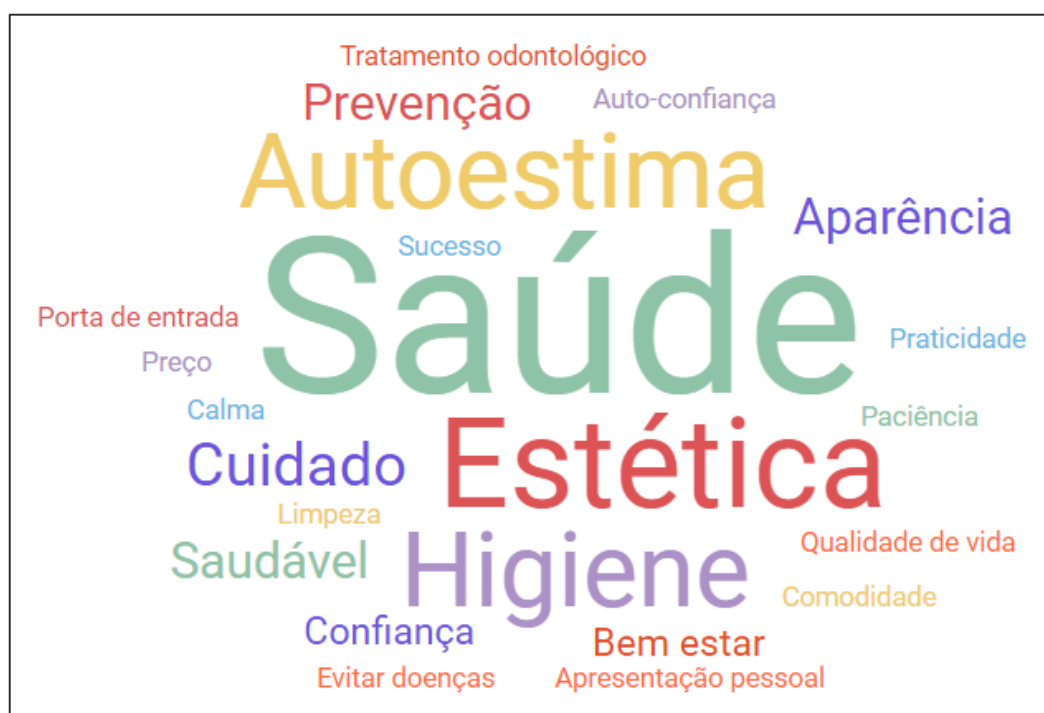 Tratamento odontológico
Prevenção
Auto-confiança
Autoestima
Aparência
Sucesso
Saúde
Porta de entrada
Praticidade
Preço
Calma
Paciência
Estética
Cuidado
Limpeza
Higiene
Qualidade de vida
Saudável
Comodidade
Confiança
Bem estar
Evitar doenças
Apresentação pessoal